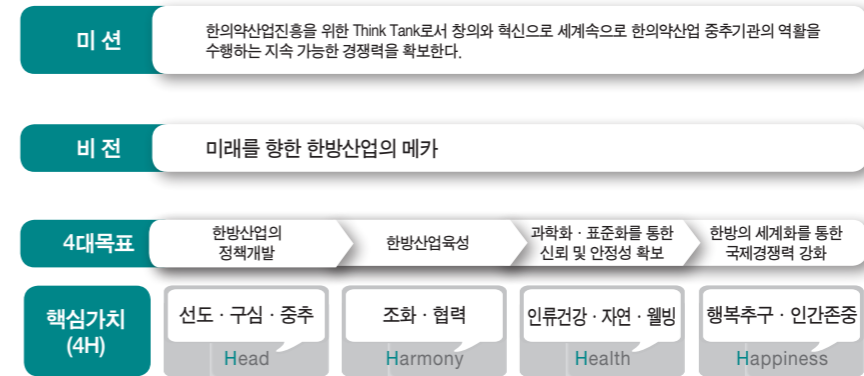 미 션
한의약산업진흥을 위한 Think Tank로서 창의와 혁신으로 세계속으로 한의약산업 중추기관의 역활을
수행하는 지속 가능한 경쟁력을 확보한다.
비 전
미래를 향한 한방산업의 메카
4대목표
한방산업의
정책개발
한방산업육성
과학화 · 표준화를 통한
신뢰 및 안정성 확보
한방의 세계화를 통한
국제경쟁력 강화
핵심가치
(4H)
선도 · 구심 · 중추
Head
조화 · 협력
Harmony
인류건강 · 자연 · 웰빙
Health
행복추구 · 인간존중
Happiness